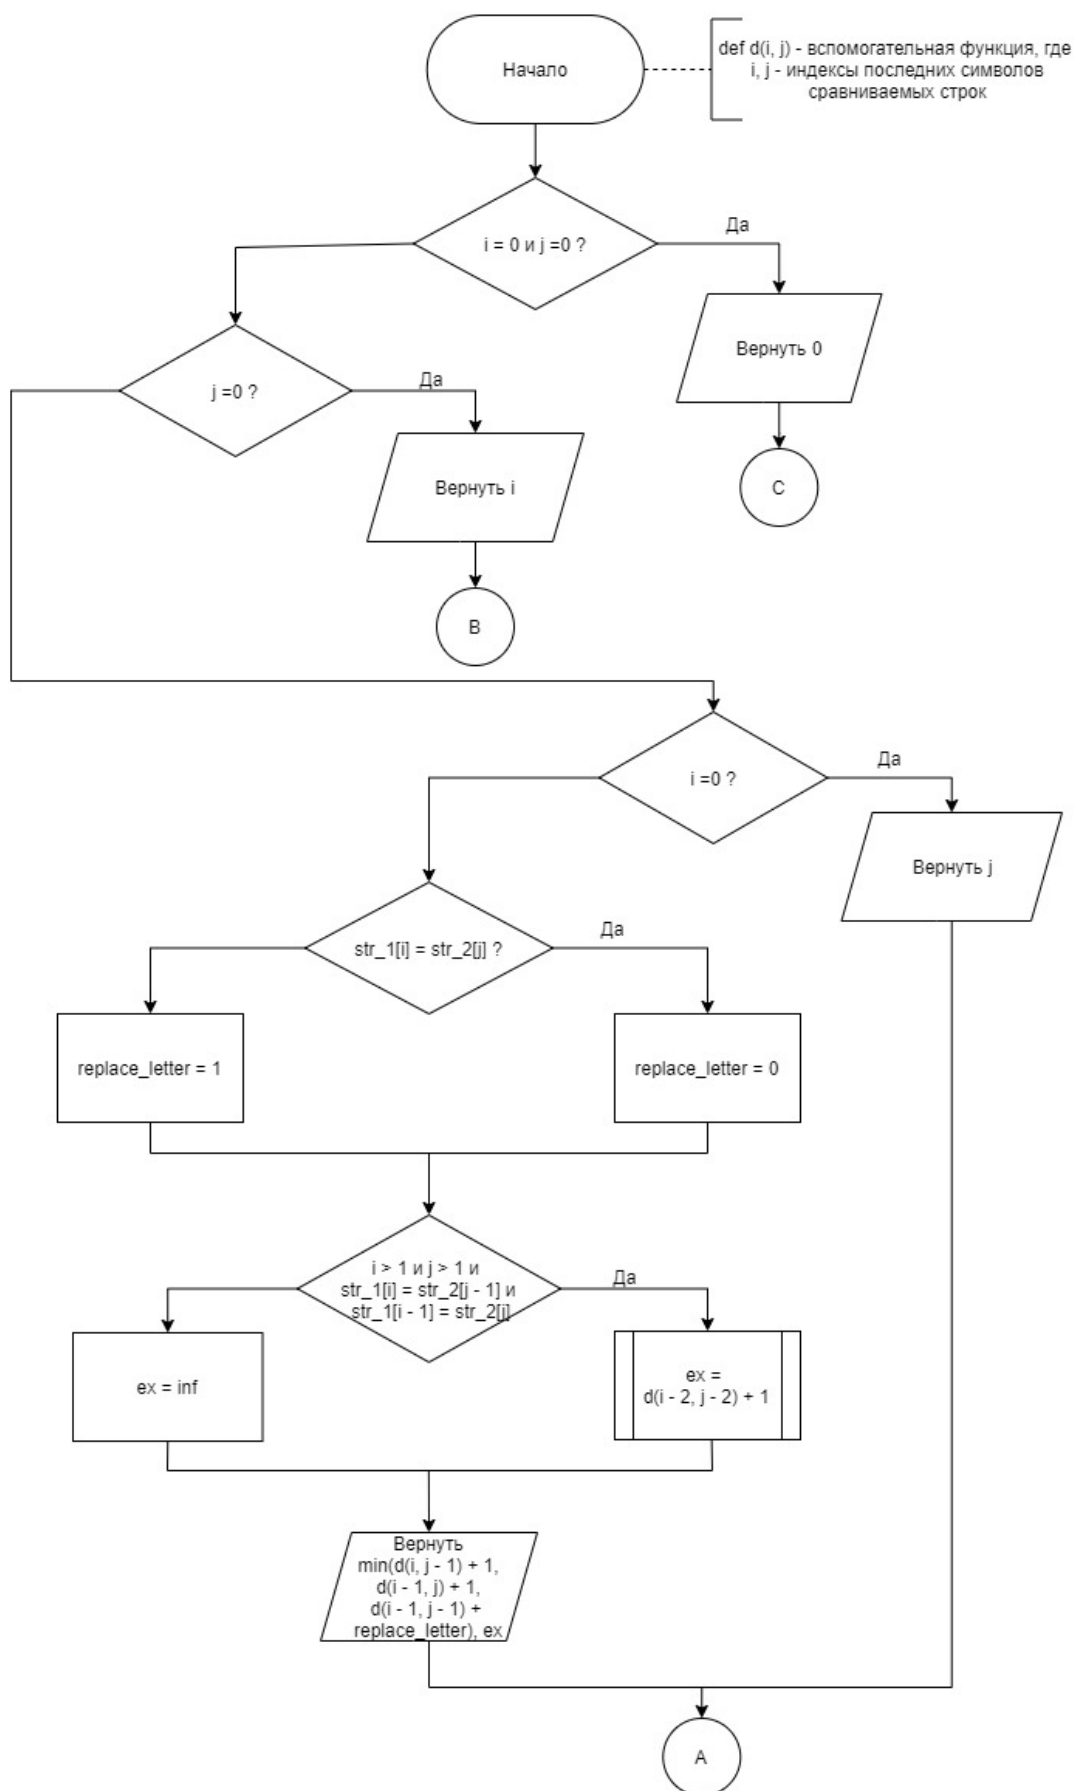 Начало
def d(i, j) - вспомогательная функция, где
i, j - индексы последних символов
сравниваемых строк
i = 0 и j =0 ?
Да
Вернуть 0
C
j =0 ?
Да
Вернуть i
B
i =0 ?
Да
Вернуть j
str_1[i] = str_2[j] ?
Да
replace_letter = 1
replace_letter = 0
i > 1 и j > 1 и
str_1[i] = str_2[j - 1] и
str_1[i - 1] = str_2[j]
Да
ex = inf
ex =
d(i - 2, j - 2) + 1
Вернуть
min(d(i, j - 1) + 1,
d(i - 1, j) + 1,
d(i - 1, j - 1) +
replace_letter), ex
A